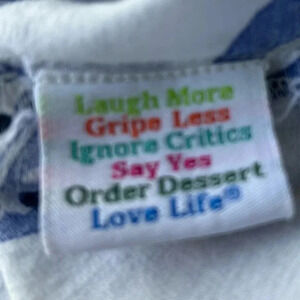 Laugh More
Gripe Less
Ignore Critics
Say Yes
Order Dessert
Love Life®